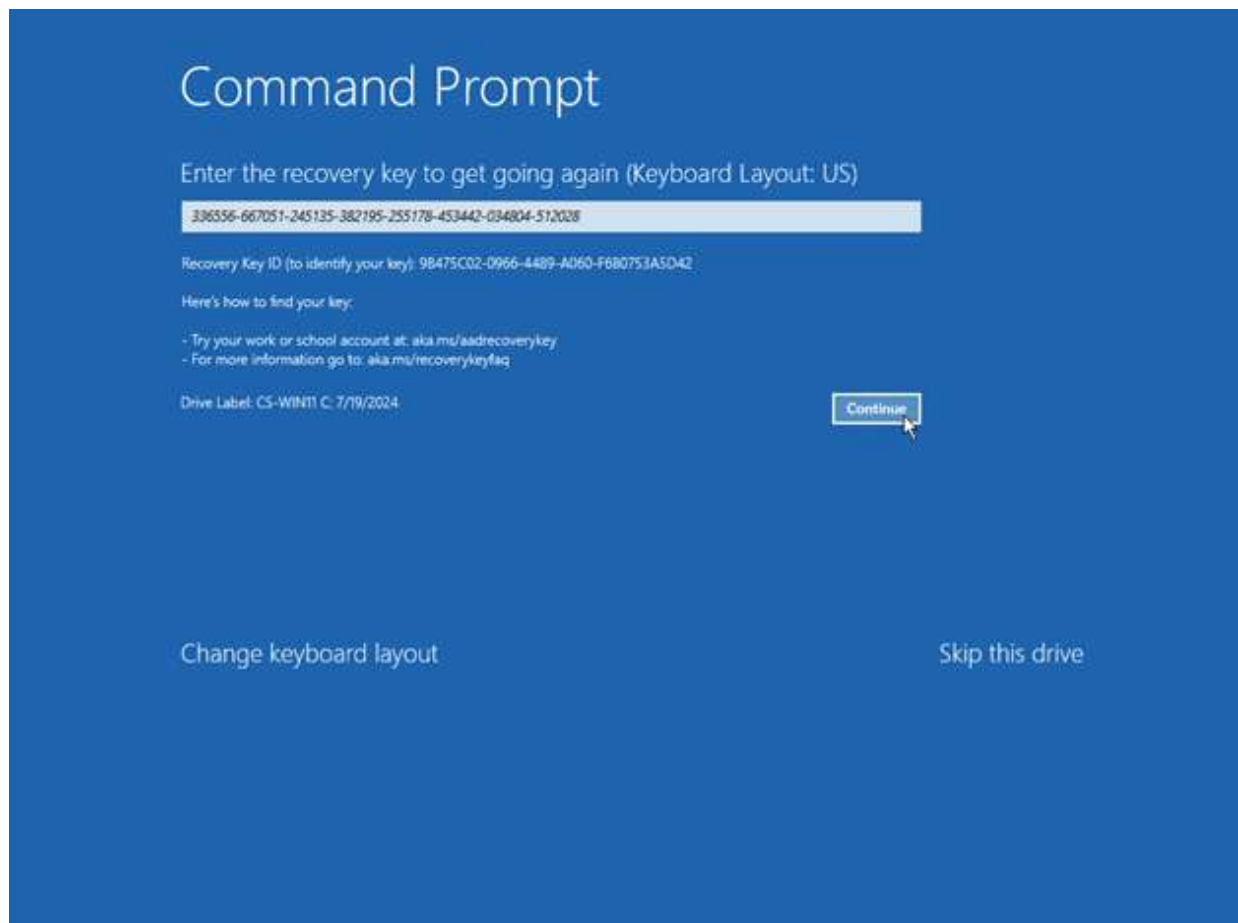 Command Prompt
Enter the recovery key to get going again (Keyboard Layout: US)
336556-667051-245135-382195-255178-453442-034804-512028
Recovery Key ID (to identify your key): 98475C02-0966-4489-A060-F680753A5D42
Here's how to find your key:
- Try your work or school account at: aka.ms/aadrecoverykey
- For more information go to: aka.ms/recoverykeyfaq
Drive Label: CS-WIN11 C: 7/19/2024
Continue
Change keyboard layout
Skip this drive